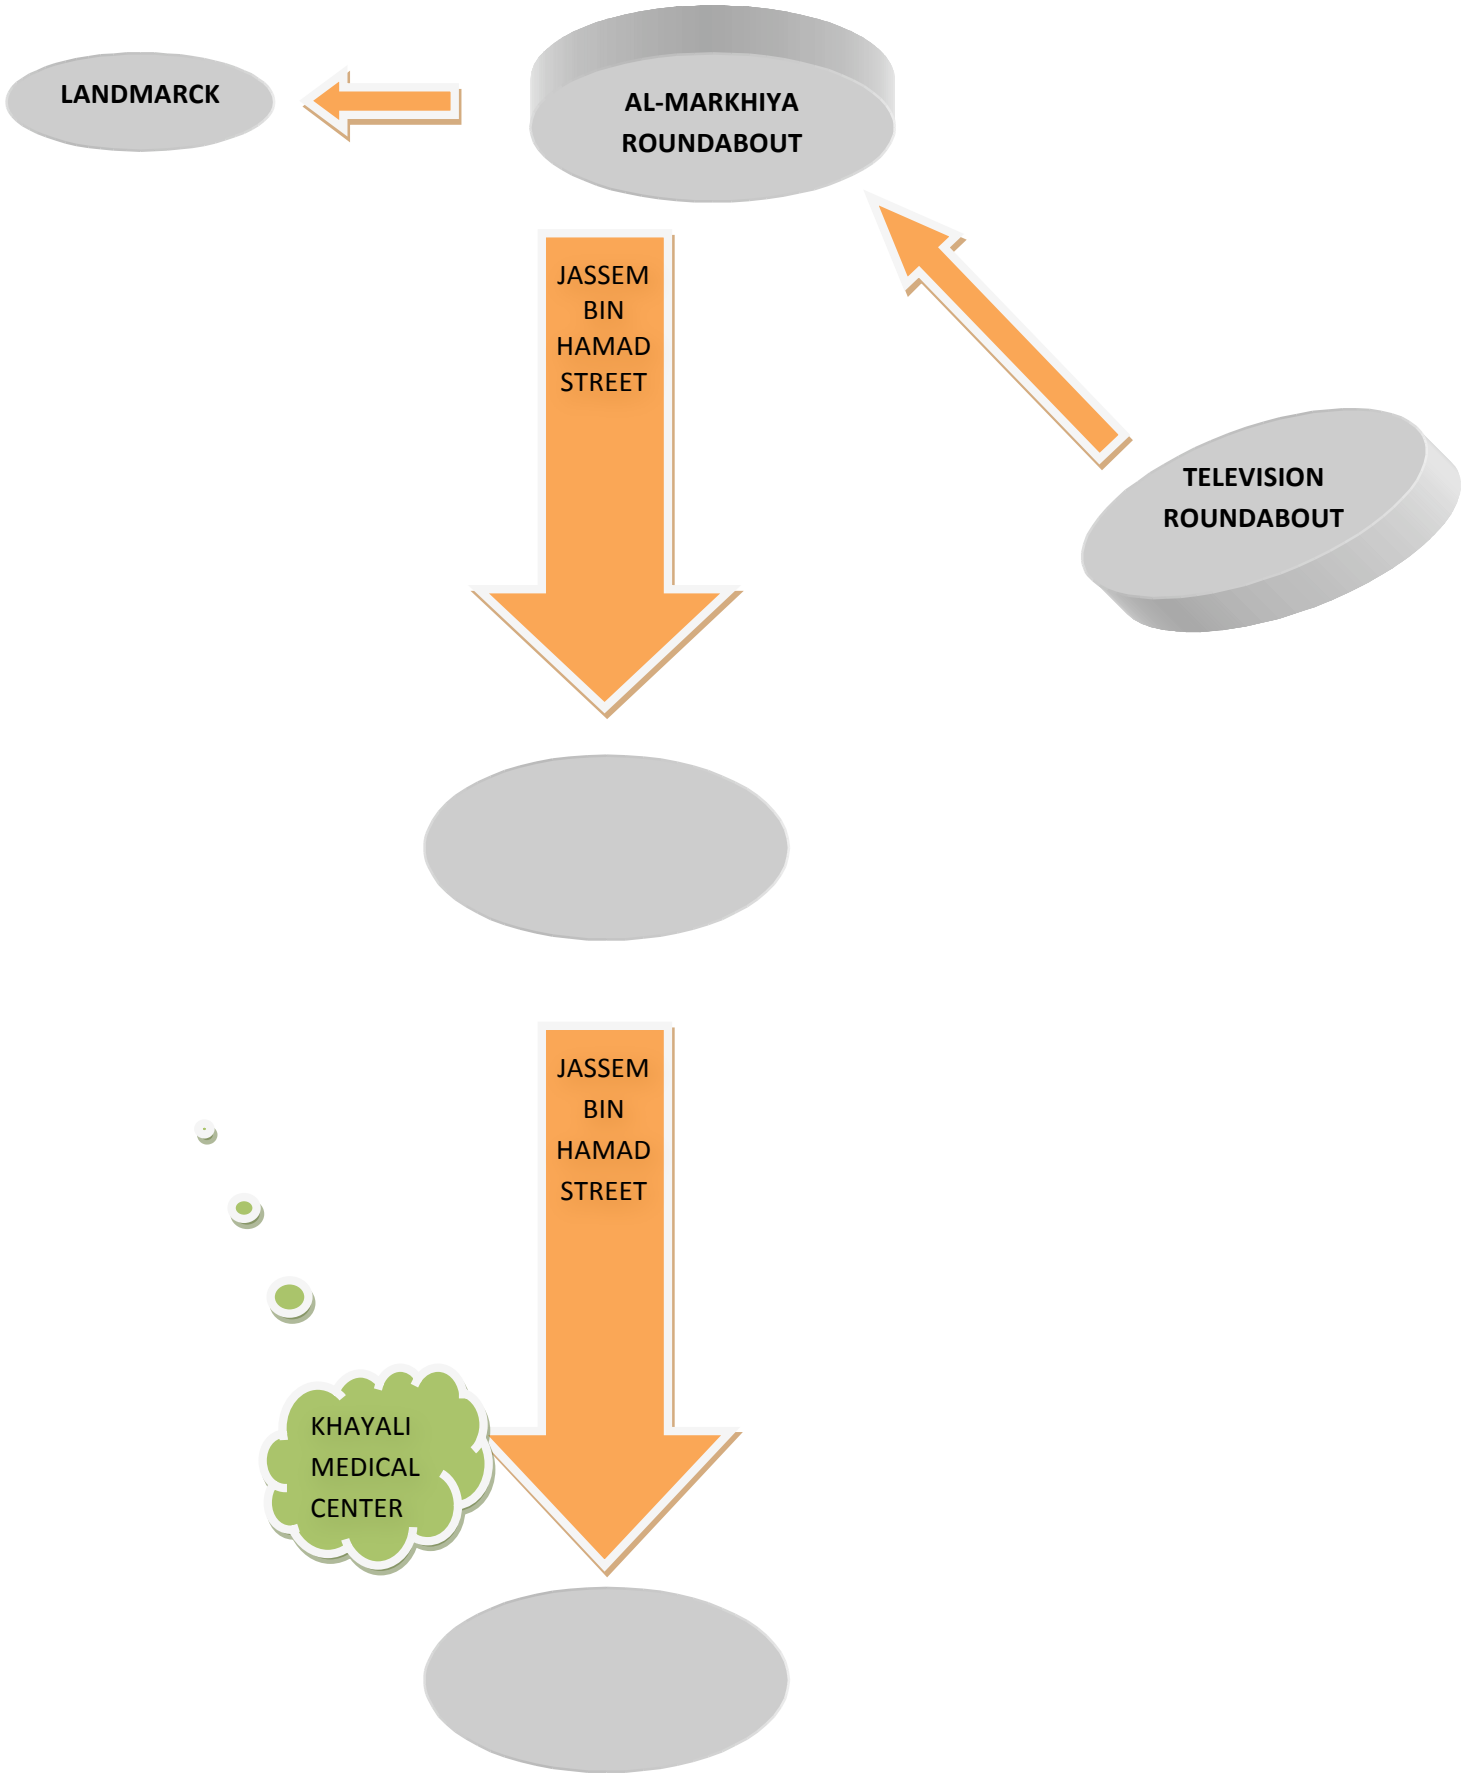 LANDMARCK
AL-MARKHIYA
ROUNDABOUT
JASSEM
BIN
HAMAD
STREET
TELEVISION
ROUNDABOUT
JASSEM
BIN
HAMAD
STREET
KHAYALI
MEDICAL
CENTER